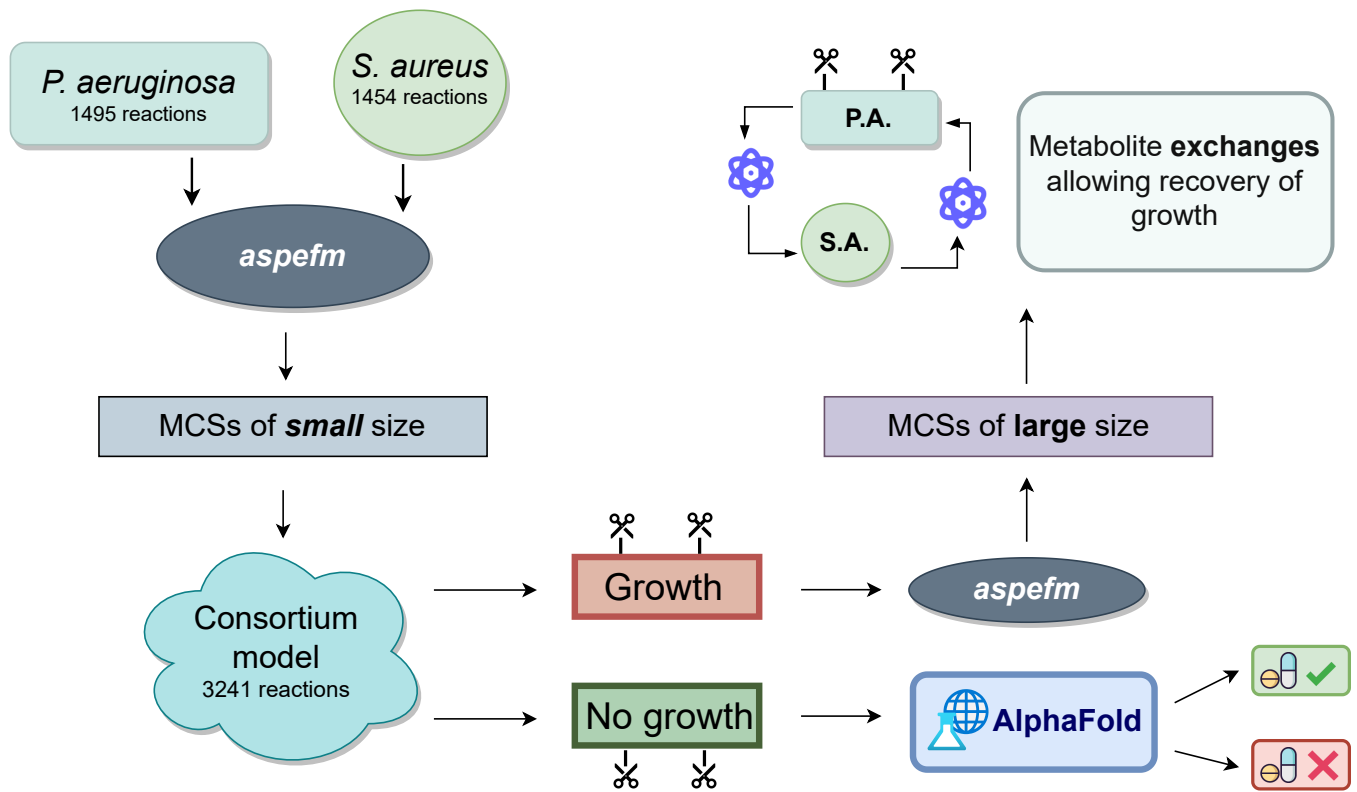 P. aeruginosa
1495 reactions
S. aureus
1454 reactions
aspefm
MCSs of small size
Consortium
model
3241 reactions
Growth
No growth
aspefm
AlphaFold
MCSs of large size
P.A.
S.A.
Metabolite exchanges
allowing recovery of
growth